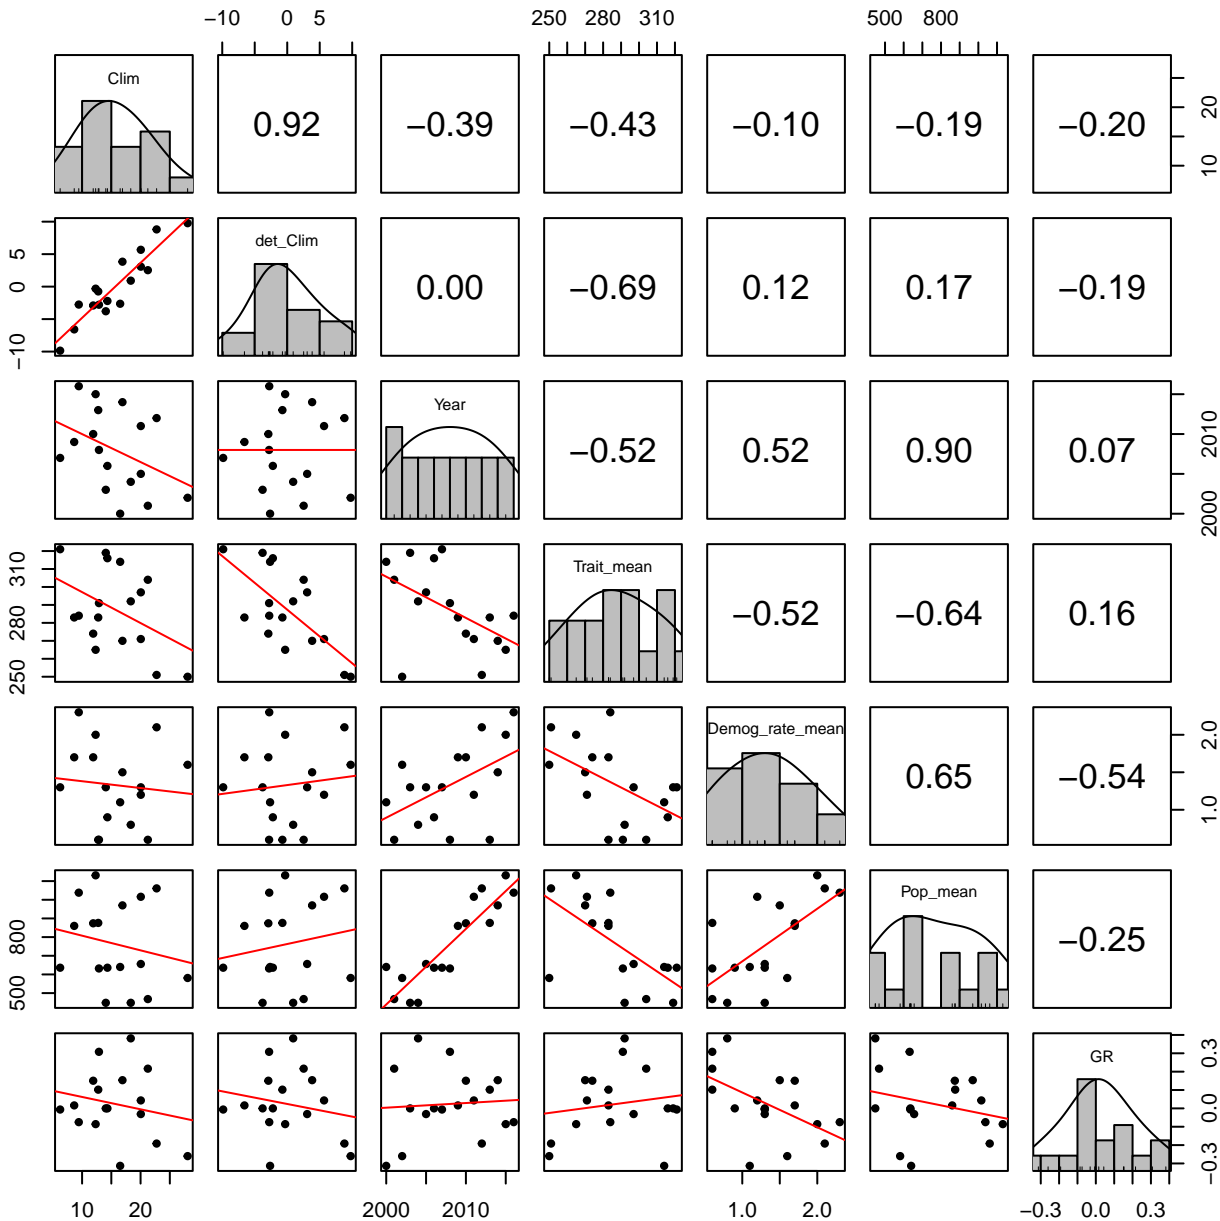 −10 0 5 250 280 310 500 800
Clim 0.92 −0.39 −0.43 −0.10 −0.19 −0.20 10 20
−10 0 5 det_Clim 0.00 −0.69 0.12 0.17 −0.19
Year −0.52 0.52 0.90 0.07 2000 2010
250 280 310 Trait_mean −0.52 −0.64 0.16
Demog_rate_mean 0.65 −0.54 1.0 2.0
500 800 Pop_mean −0.25
GR −0.3 0.0 0.3
10 20 2000 2010 1.0 2.0 −0.3 0.0 0.3